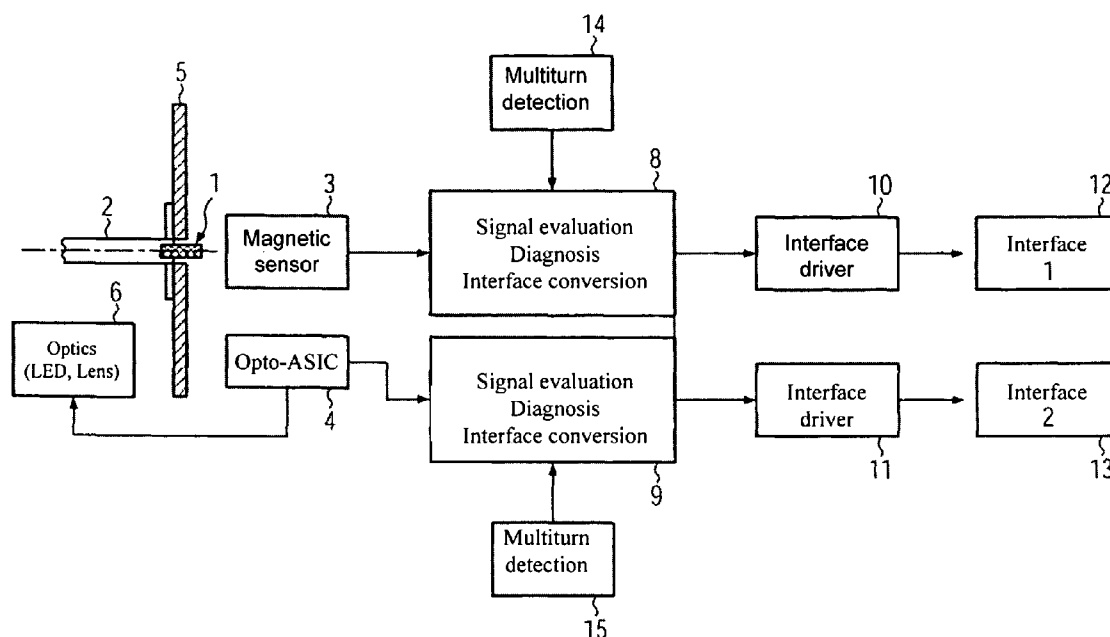 14
Multiturn
detection
5
1
2
3
Magnetic
sensor
8
Signal evaluation
Diagnosis
Interface conversion
10
Interface
driver
12
Interface
1
6
Optics
(LED, Lens)
Opto-ASIC
4
Signal evaluation
Diagnosis
Interface conversion
9
Interface
driver
11
Interface
2
13
Multiturn
detection
15